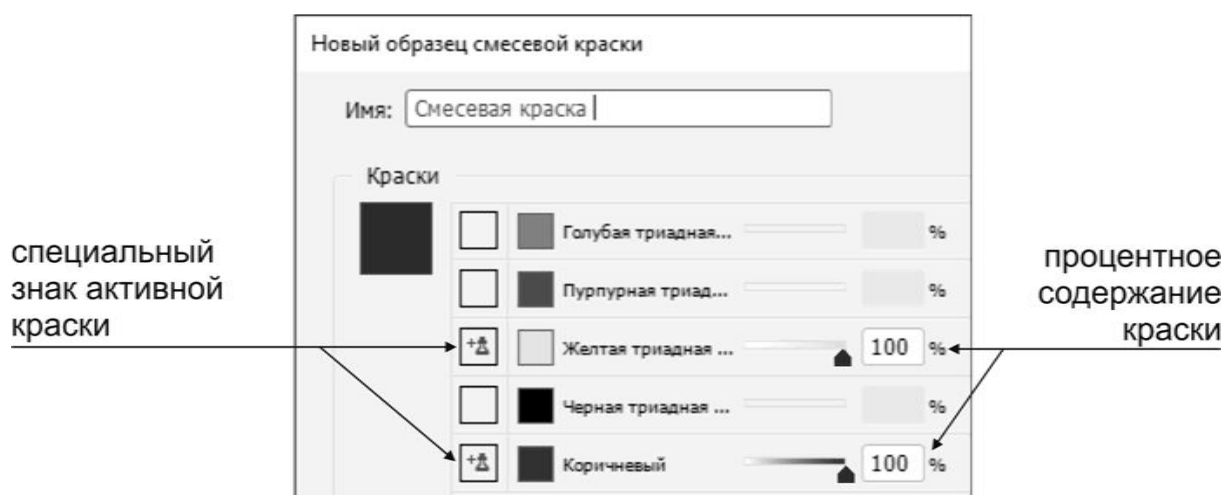 Новый образец смесевой краски
Имя: Смесевая краска
Краски
Голубая триадная... %
Пурпурная триад... %
Желтая триадная ... 100 %
Черная триадная ... %
Коричневый 100 %
специальный
знак активной
краски
процентное
содержание
краски